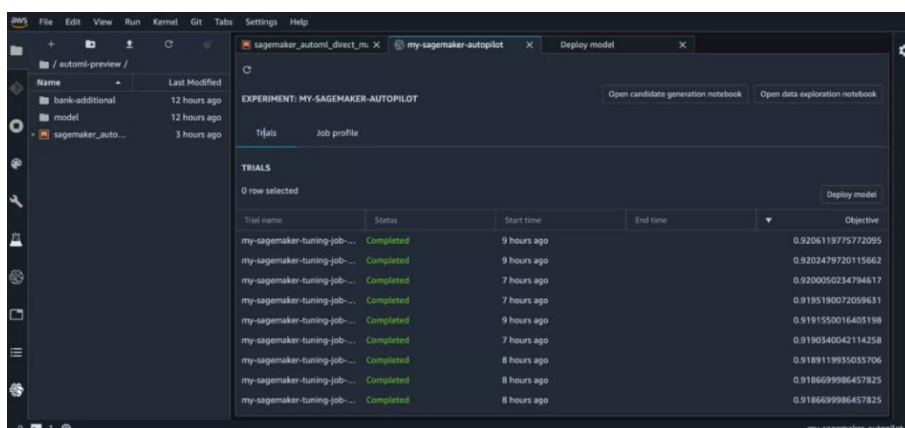 aws File Edit View Run Kernel Git Tabs Settings Help
sagemaker_automl_direct_m X my-sagemaker-autopilot X Deploy model X
/ automl-preview /
Name Last Modified
bank-additional 12 hours ago
model 12 hours ago
sagemaker_auto... 3 hours ago
EXPERIMENT: MY-SAGEMAKER-AUTOPILOT
Open candidate generation notebook Open data exploration notebook
Trials Job profile
TRIALS
0 row selected
Deploy model
Trial name Status Start time End time Objective
my-sagemaker-tuning-job-... Completed 9 hours ago 0.9206119775772095
my-sagemaker-tuning-job-... Completed 9 hours ago 0.9202479720115662
my-sagemaker-tuning-job-... Completed 7 hours ago 0.9200050234794617
my-sagemaker-tuning-job-... Completed 7 hours ago 0.9195190072059631
my-sagemaker-tuning-job-... Completed 9 hours ago 0.9191550016403198
my-sagemaker-tuning-job-... Completed 7 hours ago 0.9190340042114258
my-sagemaker-tuning-job-... Completed 8 hours ago 0.9189119935035706
my-sagemaker-tuning-job-... Completed 8 hours ago 0.9186699986457825
my-sagemaker-tuning-job-... Completed 8 hours ago 0.9186699986457825
my-sagemaker-autopilot